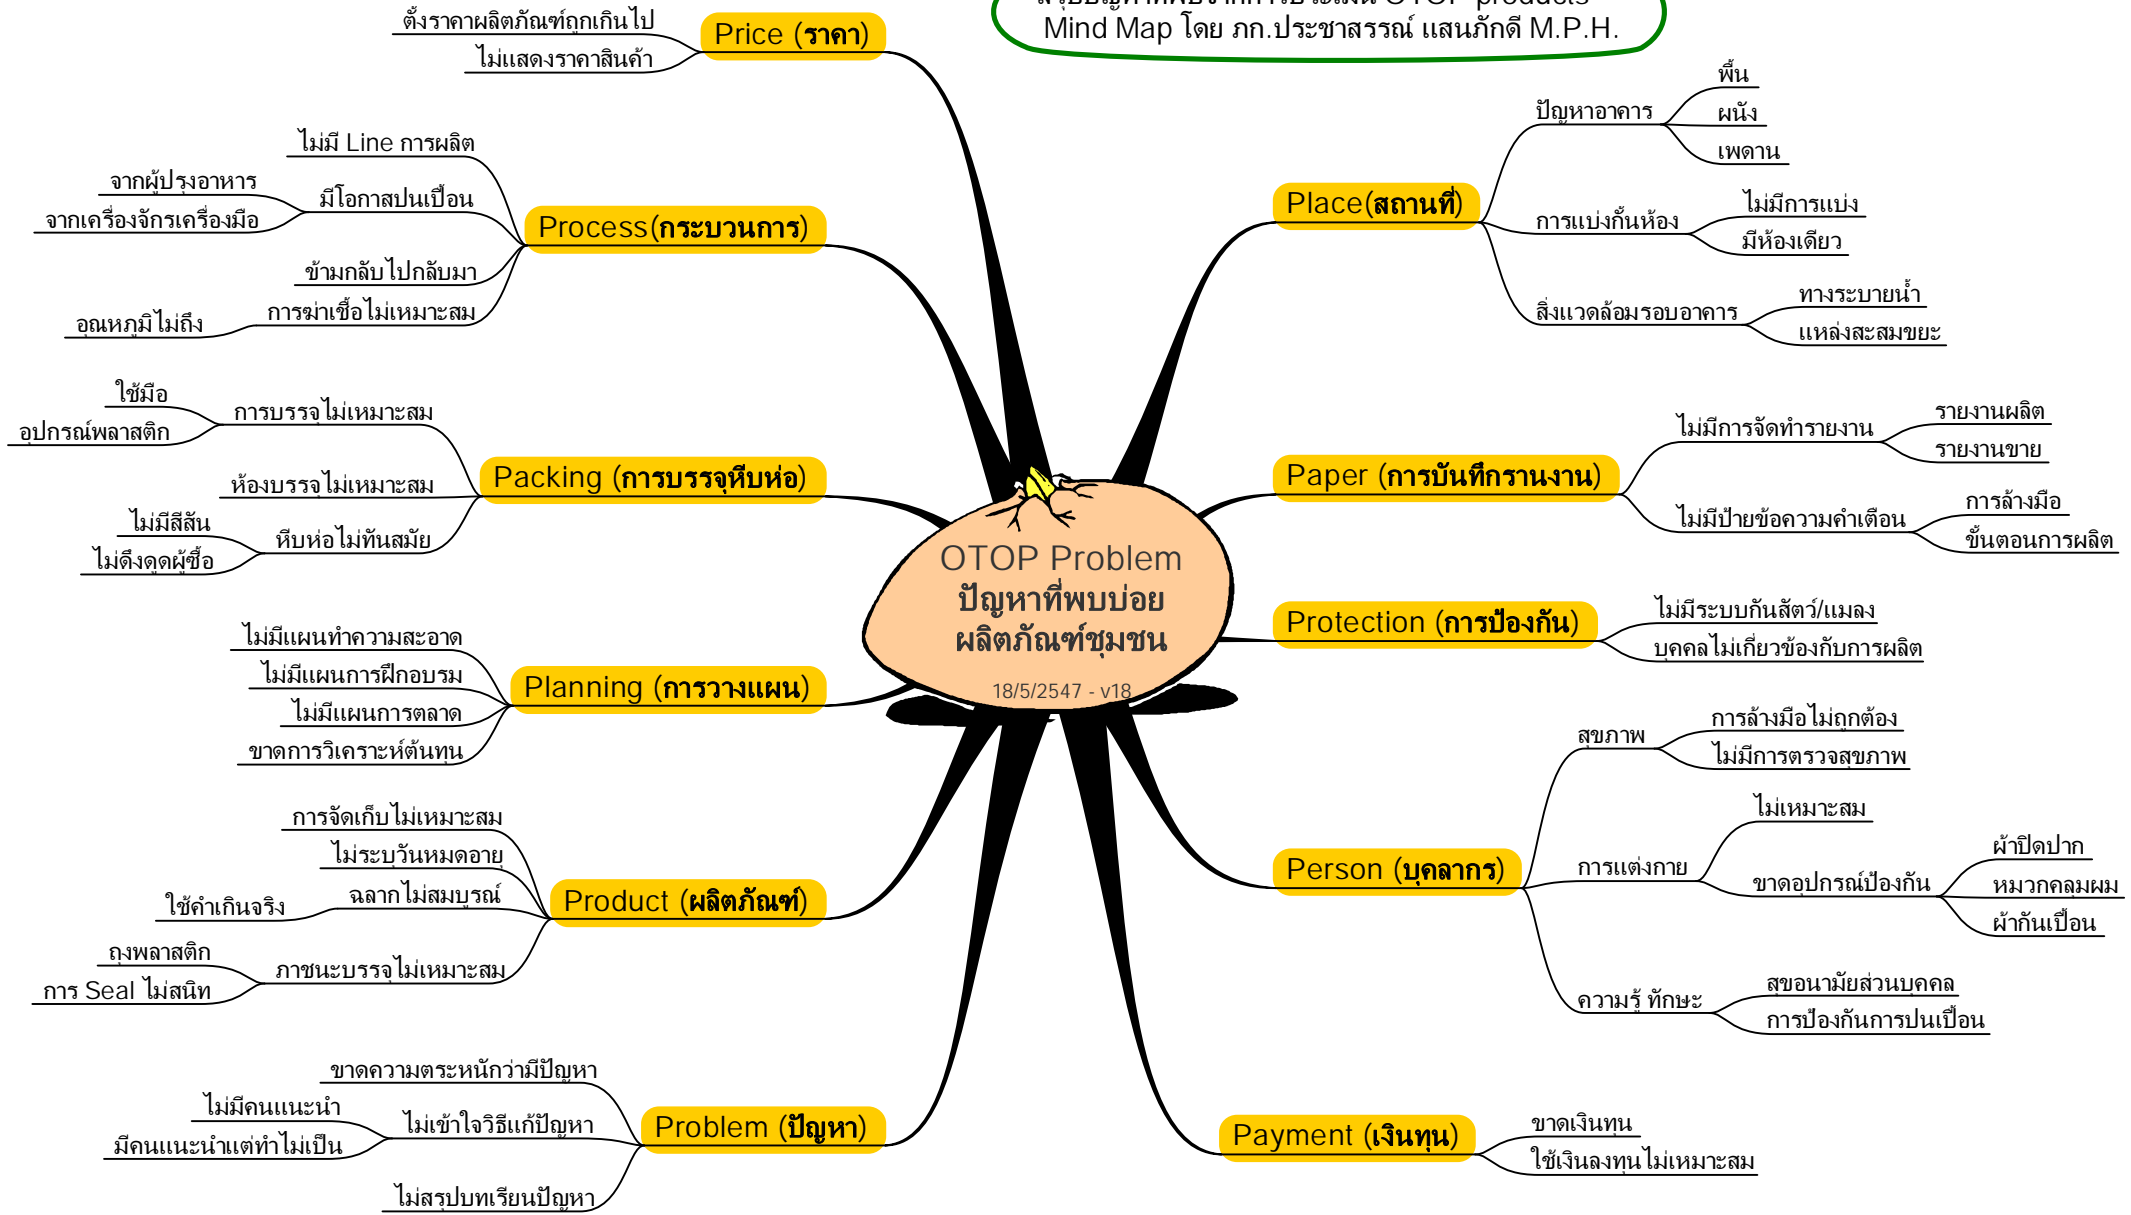 สรุปปัญหาที่พบจากการประเมิน OTOP products
Mind Map โดย ภก.ประชาสรรณ์ แสนภักดี M.P.H.
OTOP Problem
ปัญหาที่พบบ่อย
ผลิตภัณฑ์ชุมชน
18/5/2547 - v18
Price (ราคา)
ตั้งราคาผลิตภัณฑ์ถูกเกินไป
ไม่แสดงราคาสินค้า
Process(กระบวนการ)
ไม่มี Line การผลิต
มีโอกาสปนเปื้อน
จากผู้ปรุงอาหาร
จากเครื่องจักรเครื่องมือ
ข้ามกลับไปกลับมา
การฆ่าเชื้อไม่เหมาะสม
อุณหภูมิไม่ถึง
Packing (การบรรจุหีบห่อ)
การบรรจุไม่เหมาะสม
ใช้มือ
อุปกรณ์พลาสติก
ห้องบรรจุไม่เหมาะสม
หีบห่อไม่ทันสมัย
ไม่มีสีสัน
ไม่ดึงดูดผู้ซื้อ
Planning (การวางแผน)
ไม่มีแผนทำความสะอาด
ไม่มีแผนการฝึกอบรม
ไม่มีแผนการตลาด
ขาดการวิเคราะห์ต้นทุน
Product (ผลิตภัณฑ์)
การจัดเก็บไม่เหมาะสม
ไม่ระบุวันหมดอายุ
ฉลากไม่สมบูรณ์
ใช้คำเกินจริง
ภาชนะบรรจุไม่เหมาะสม
ถุงพลาสติก
การ Seal ไม่สนิท
Problem (ปัญหา)
ขาดความตระหนักว่ามีปัญหา
ไม่เข้าใจวิธีแก้ปัญหา
ไม่มีคนแนะนำ
มีคนแนะนำแต่ทำไม่เป็น
ไม่สรุปบทเรียนปัญหา
Place(สถานที่)
ปัญหาอาคาร
พื้น
ผนัง
เพดาน
การแบ่งกั้นห้อง
ไม่มีการแบ่ง
มีห้องเดียว
สิ่งแวดล้อมรอบอาคาร
ทางระบายน้ำ
แหล่งสะสมขยะ
Paper (การบันทึกรานงาน)
ไม่มีการจัดทำรายงาน
รายงานผลิต
รายงานขาย
ไม่มีป้ายข้อความคำเตือน
การล้างมือ
ขั้นตอนการผลิต
Protection (การป้องกัน)
ไม่มีระบบกันสัตว์/แมลง
บุคคลไม่เกี่ยวข้องกับการผลิต
Person (บุคลากร)
สุขภาพ
การล้างมือไม่ถูกต้อง
ไม่มีการตรวจสุขภาพ
การแต่งกาย
ไม่เหมาะสม
ขาดอุปกรณ์ป้องกัน
ผ้าปิดปาก
หมวกคลุมผม
ผ้ากันเปื้อน
ความรู้ ทักษะ
สุขอนามัยส่วนบุคคล
การป้องกันการปนเปื้อน
Payment (เงินทุน)
ขาดเงินทุน
ใช้เงินลงทุนไม่เหมาะสม